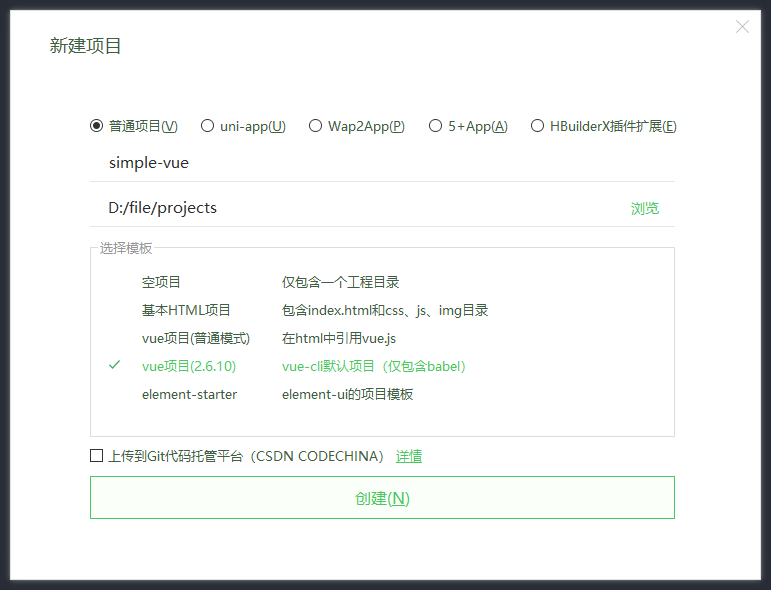 新建项目
普通项目(V) uni-app(U) Wap2App(P) 5+App(A) HBuilderX插件扩展(E)
simple-vue
D:/file/projects 浏览
选择模板
空项目 仅包含一个工程目录
基本HTML项目 包含index.html和css、js、img目录
vue项目(普通模式) 在html中引用vue.js
vue项目(2.6.10) vue-cli默认项目（仅包含babel）
element-starter element-ui的项目模板
上传到Git代码托管平台（CSDN CODECHINA） 详情
创建(N)